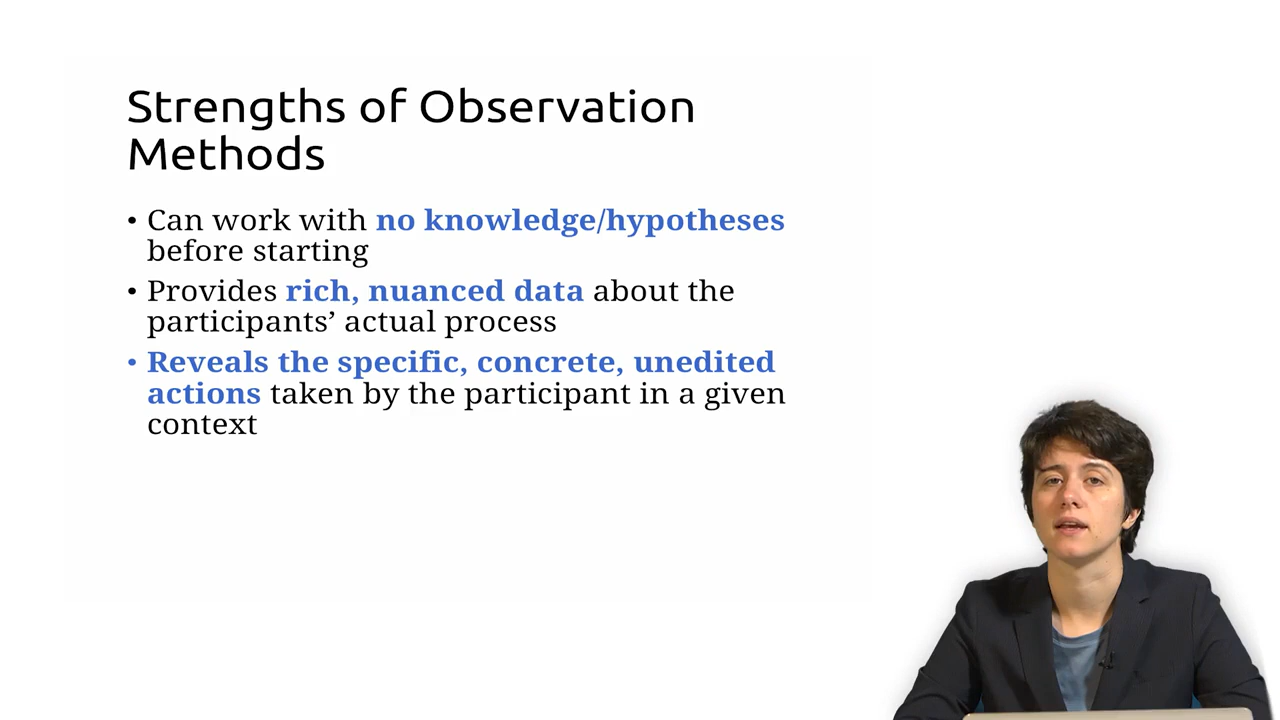 Strengths of Observation
Methods
• Can work with no knowledge/hypotheses
before starting
• Provides rich, nuanced data about the
participants’ actual process
• Reveals the specific, concrete, unedited
actions taken by the participant in a given
context